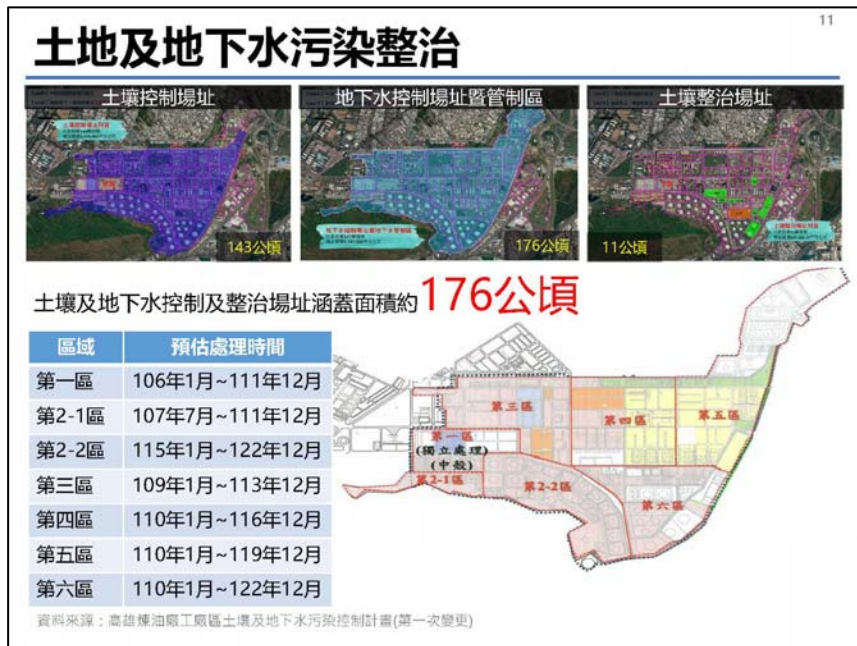 11
土地及地下水污染整治
土壤控制場址
143公頃
地下水控制場址暨管制區
176公頃
土壤整治場址
11公頃
土壤及地下水控制及整治場址涵蓋面積約176公頃
區域 預估處理時間
第一區 106年1月~111年12月
第2-1區 107年7月~111年12月
第2-2區 115年1月~122年12月
第三區 109年1月~113年12月
第四區 110年1月~116年12月
第五區 110年1月~119年12月
第六區 110年1月~122年12月
第三區
第四區
第五區
第一區
(獨立處理)
(中殼)
第2-1區
第2-2區
第六區
資料來源：高雄煉油廠工廠區土壤及地下水污染控制計畫(第一次變更)